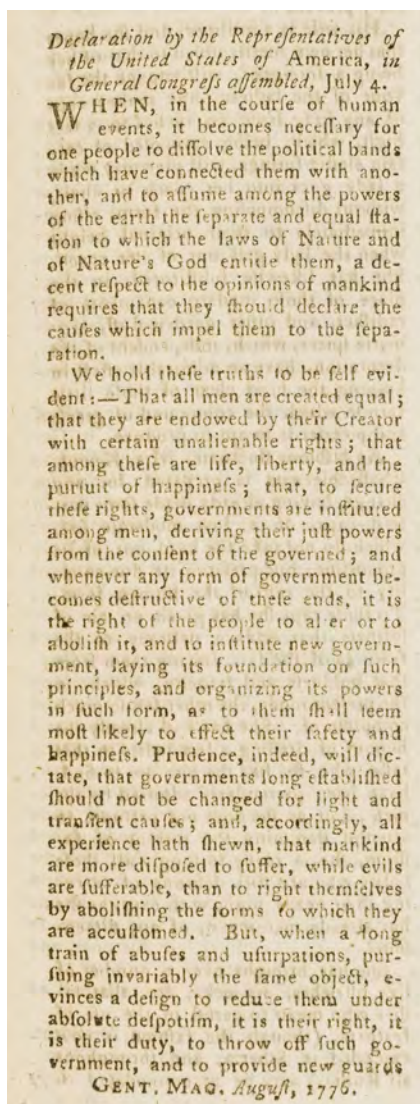 Declaration by the Repreſentatives of
the United States of America, in
General Congreſs aſſembled, July 4.
WHEN, in the courſe of human
events, it becomes neceſſary for
one people to diſſolve the political bands
which have connected them with ano-
ther, and to aſſume among the powers
of the earth the ſeparate and equal ſta-
tion to which the laws of Nature and
of Nature's God entitle them, a de-
cent reſpect to the opinions of mankind
requires that they ſhould declare the
cauſes which impel them to the ſepa-
ration.
We hold theſe truths to be ſelf evi-
dent:—That all men are created equal;
that they are endowed by their Creator
with certain unalienable rights; that
among theſe are life, liberty, and the
purſuit of happineſs; that, to ſecure
theſe rights, governments are inſtituted
among men, deriving their juſt powers
from the conſent of the governed; and
whenever any form of government be-
comes deſtructive of theſe ends, it is
the right of the people to al er or to
aboliſh it, and to inſtitute new govern-
ment, laying its foundation on ſuch
principles, and organizing its powers
in ſuch form, as to them ſhall ſeem
moſt likely to effect their ſafety and
happineſs. Prudence, indeed, will dic-
tate, that governments long eſtabliſhed
ſhould not be changed for light and
tranſient cauſes; and, accordingly, all
experience hath ſhewn, that mankind
are more diſpoſed to ſuffer, while evils
are ſufferable, than to right themſelves
by aboliſhing the forms to which they
are accuſtomed. But, when a long
train of abuſes and uſurpations, pur-
ſuing invariably the ſame object, e-
vinces a deſign to reduce them under
abſolute deſpotiſm, it is their right, it
is their duty, to throw off ſuch go-
vernment, and to provide new guards
GENT. MAG. Auguſt, 1776.